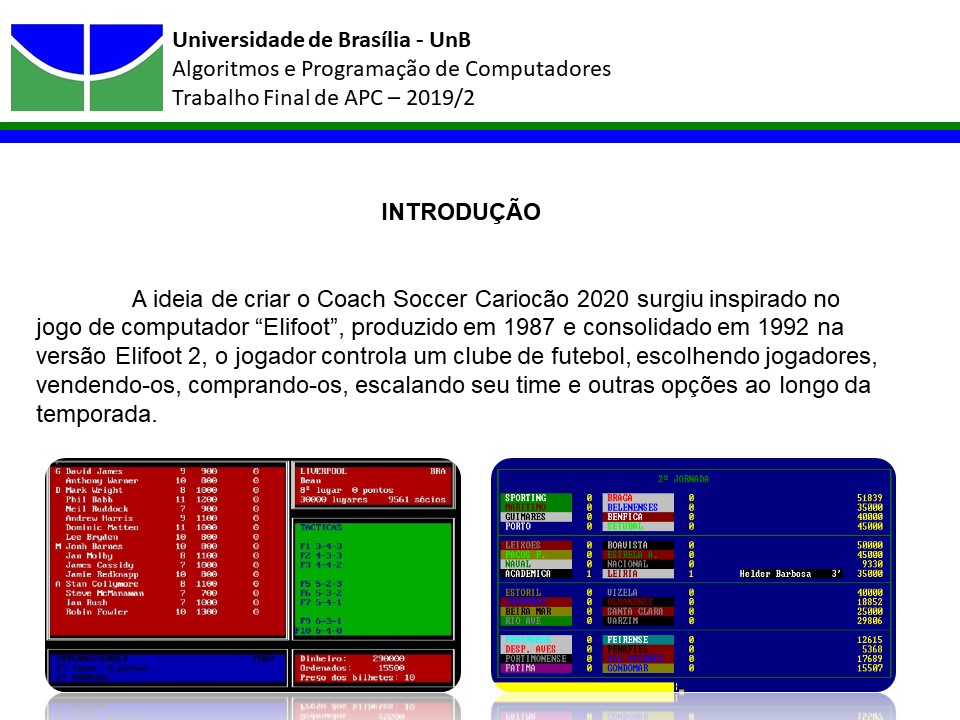 Universidade de Brasília - UnB
Algoritmos e Programação de Computadores
Trabalho Final de APC – 2019/2
INTRODUÇÃO
A ideia de criar o Coach Soccer Cariocão 2020 surgiu inspirado no
jogo de computador “Elifoot”, produzido em 1987 e consolidado em 1992 na
versão Elifoot 2, o jogador controla um clube de futebol, escolhendo jogadores,
vendendo-os, comprando-os, escalando seu time e outras opções ao longo da
temporada.
G David James 9 900 0
Anthony Warner 10 800 0
D Mark Wright 8 1000 0
Phil Babb 11 1200 0
Neil Ruddock 7 900 0
Andrew Harris 9 1100 0
Dominic Matteo 11 1000 0
Lee Bryden 10 800 0
M Jonh Barnes 10 800 0
Jan Molby 8 1100 0
James Cassidy 7 1000 0
Jamie Redknapp 10 800 0
A Stan Collymore 8 1100 0
Steve McManaman 7 700 0
Ian Rush 7 1000 0
Robin Fowler 10 1300 0
LIVERPOOL BRA
Bean
8º lugar 0 pontos
30000 lugares 9561 sócios
TACTICAS
F1 3-4-3
F2 4-3-3
F3 4-4-2
F5 5-2-3
F6 5-3-2
F7 5-4-1
F9 6-3-1
F10 6-4-0
Dinheiro: 290000
Ordenados: 15500
Preço dos bilhetes: 10
2ª JORNADA
SPORTING 0 BRAGA 0 51839
MARITIMO 0 BELENENSES 0 35000
GUIMARES 0 BENFICA 0 40000
PORTO 0 SETUBAL 0 45000
LEIXOES 0 BOAVISTA 0 50000
PACOS F. 0 ESTRELA A. 0 45000
NAVAL 0 NACIONAL 0 9330
ACADEMICA 1 LEIRIA 1 Helder Barbosa 3' 35000
ESTORIL 0 VIZELA 0 40000
0 OLHANENSE 0 18852
BEIRA MAR 0 SANTA CLARA 0 25000
RIO AVE 0 VARZIM 0 29806
0 FEIRENSE 0 12615
DESP. AVES 0 PENAFIEL 0 5368
PORTIMONENSE 0 0 17689
FATIMA 0 GONDOMAR 0 15507